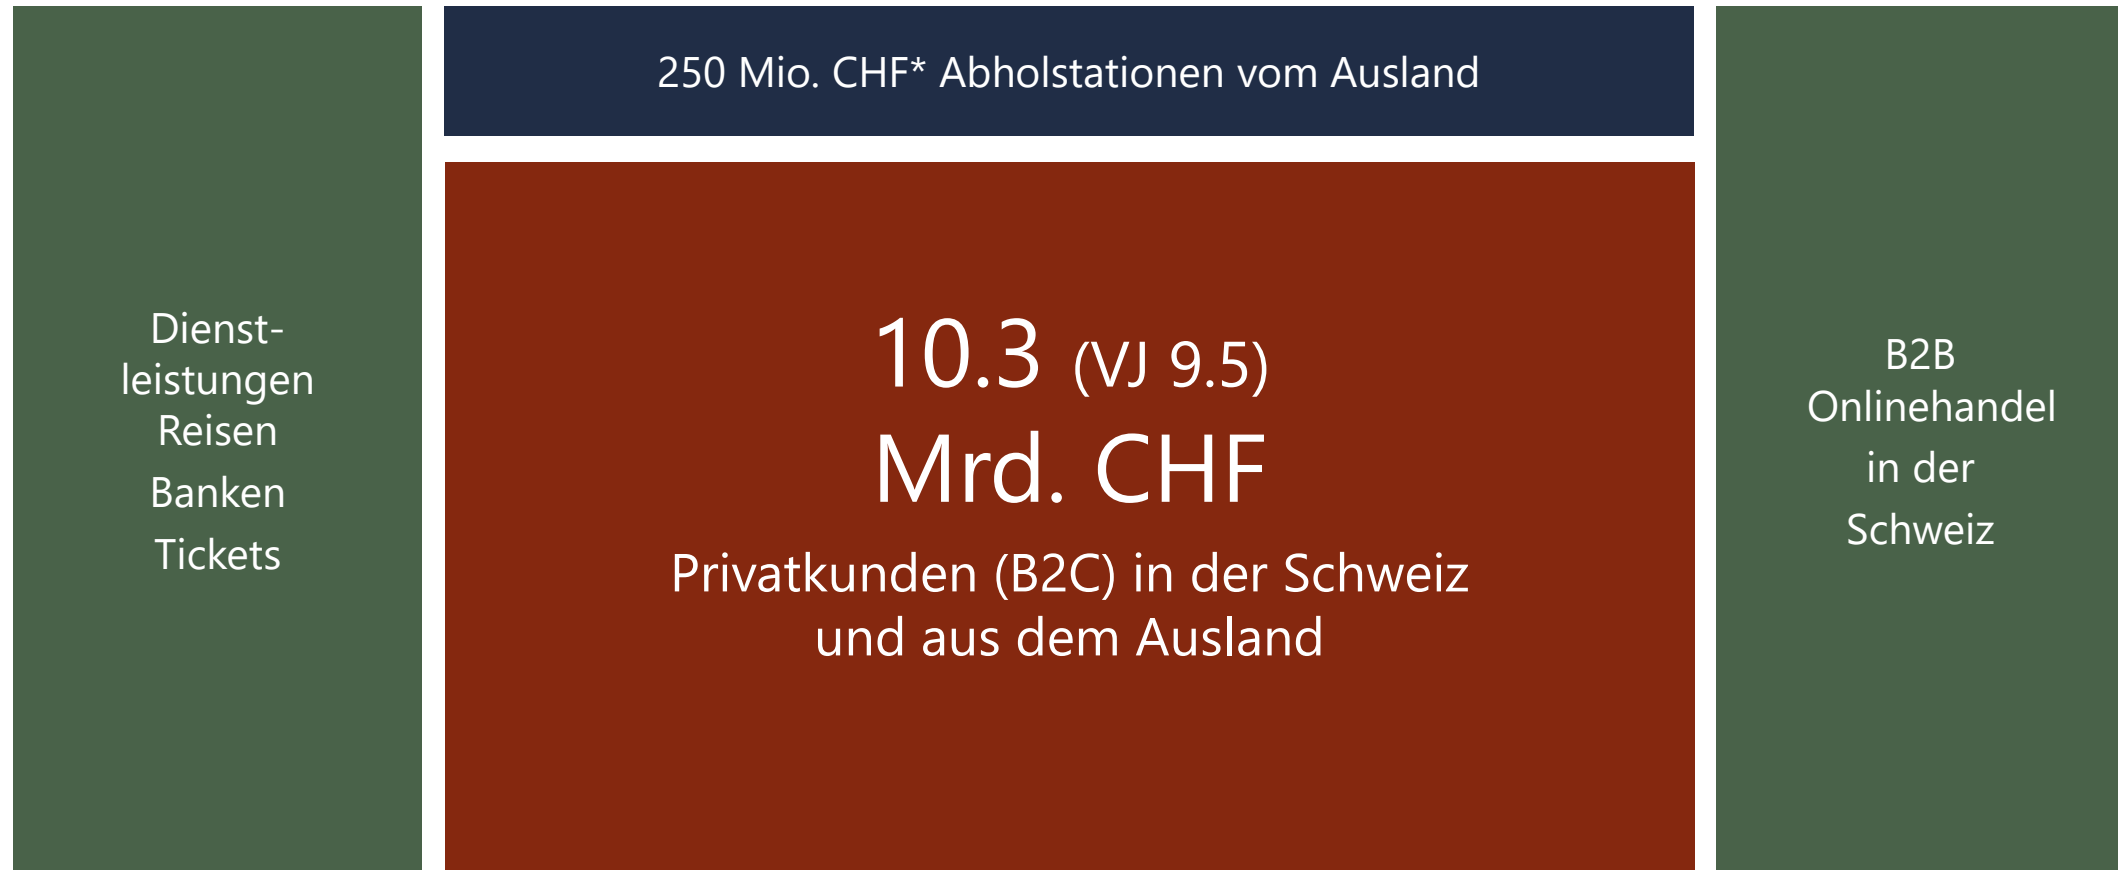 250 Mio. CHF* Abholstationen vom Ausland
Dienst-
leistungen
Reisen
Banken
Tickets
10.3 (VJ 9.5)
Mrd. CHF
Privatkunden (B2C) in der Schweiz
und aus dem Ausland
B2B
Onlinehandel
in der
Schweiz